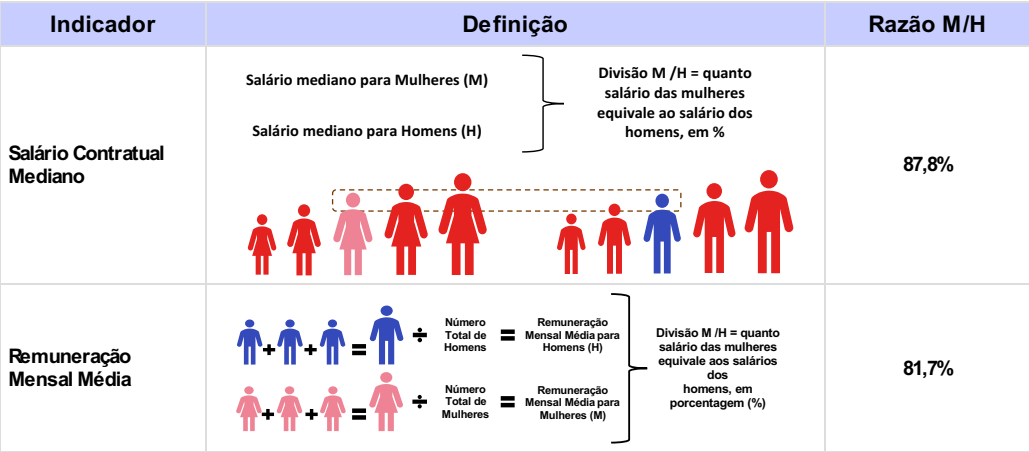 Indicador
Definição
Razão M/H
Salário Contratual
Mediano
Salário mediano para Mulheres (M)
Salário mediano para Homens (H)
Divisão M /H = quanto
salário das mulheres
equivale ao salário dos
homens, em %
87,8%
Remuneração
Mensal Média
+ + = ÷
Número
Total de
Homens
=
Remuneração
Mensal Média para
Homens (H)
+ + = ÷
Número
Total de
Mulheres
=
Remuneração
Mensal Média para
Mulheres (M)
Divisão M /H = quanto
salário das mulheres
equivale aos salários
dos
homens, em
porcentagem (%)
81,7%